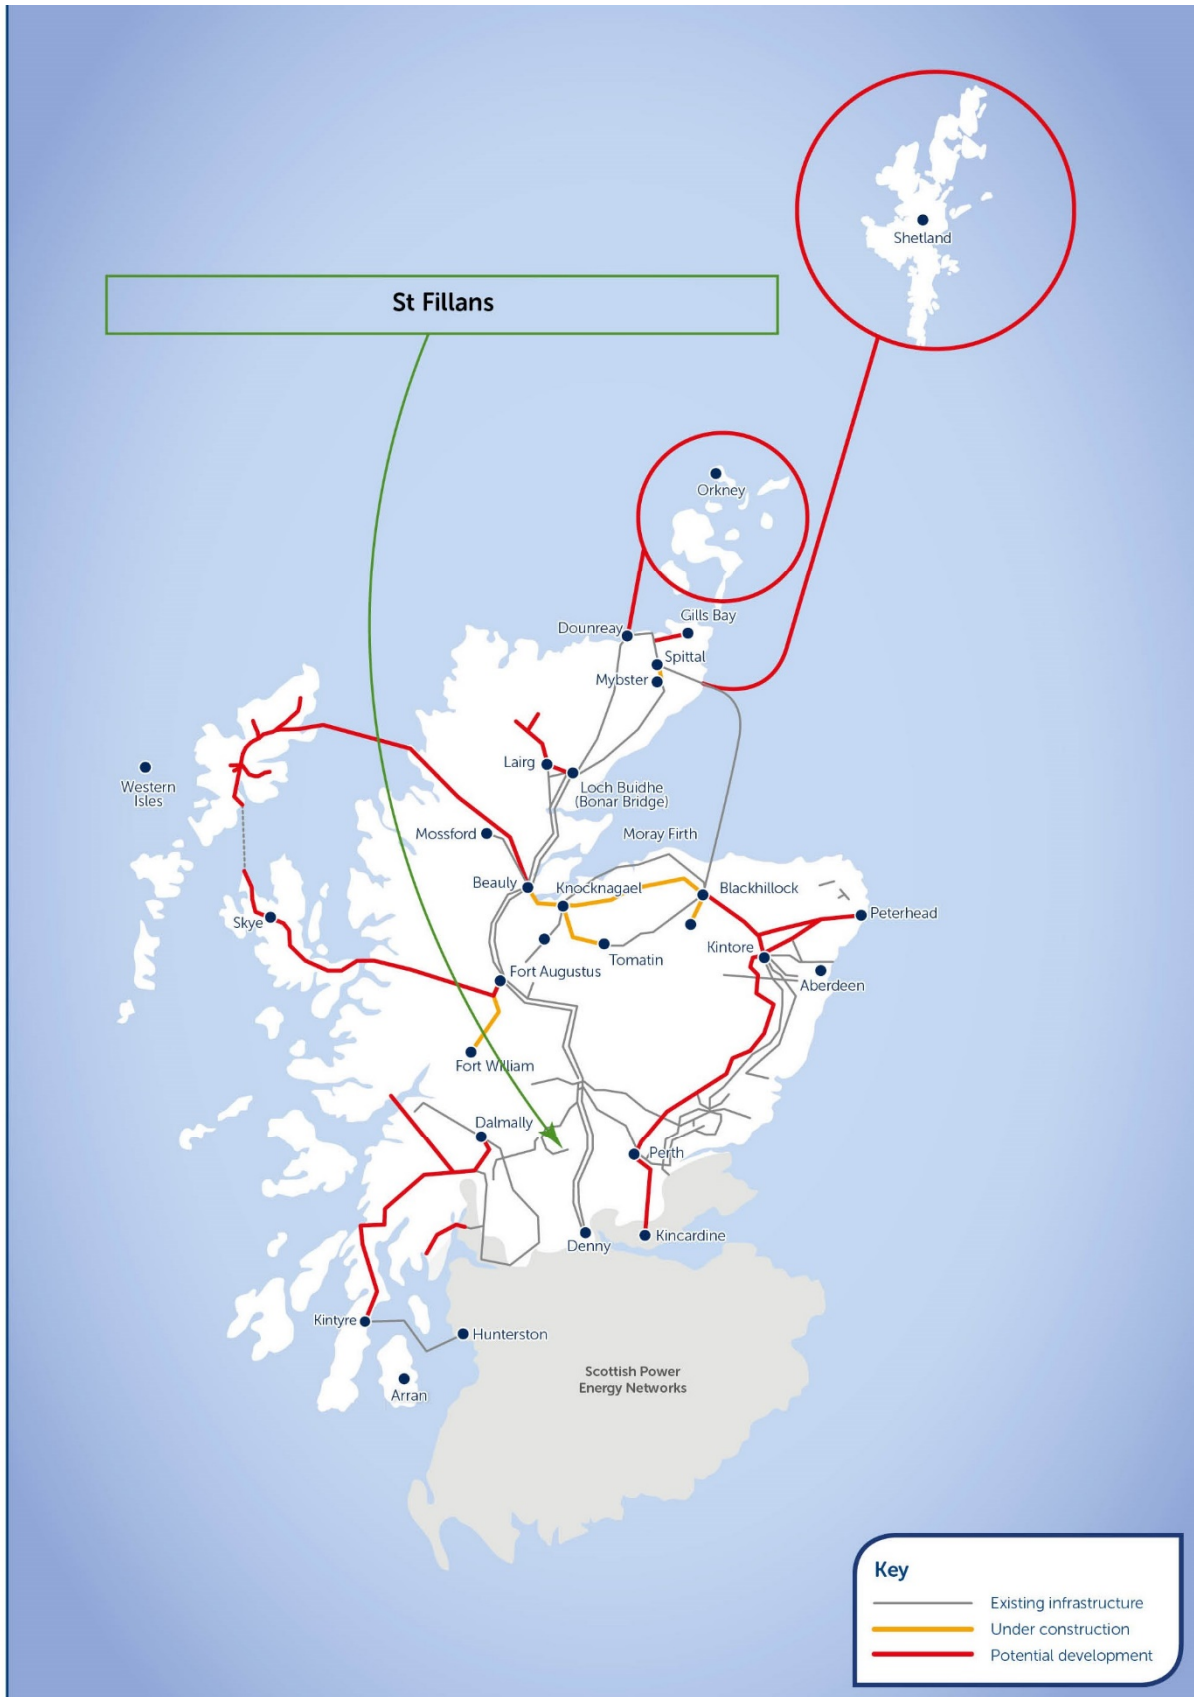 St Fillans
Shetland
Orkney
Gills Bay
Dounreay
Spittal
Mybster
Lairg
Loch Buidhe
(Bonar Bridge)
Western
Isles
Mossford
Moray Firth
Beauly
Knocknagael
Blackhillock
Peterhead
Skye
Kintore
Tomatin
Fort Augustus
Aberdeen
Fort William
Dalmally
Perth
Denny
Kincardine
Kintyre
Hunterston
Arran
Scottish Power
Energy Networks
Key
Existing infrastructure
Under construction
Potential development